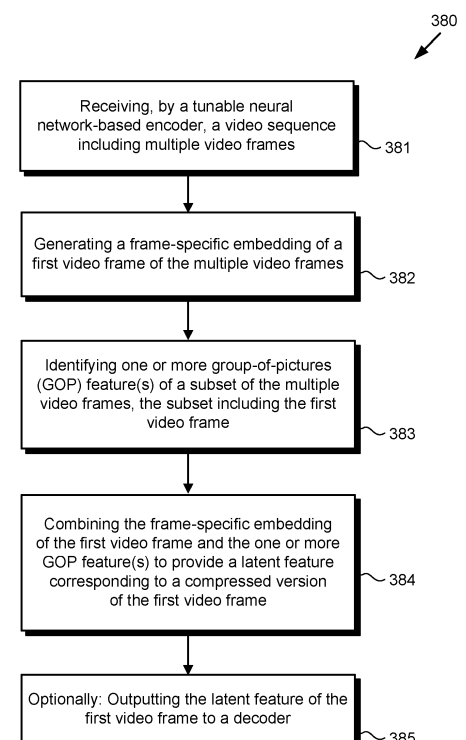 380
Receiving, by a tunable neural
network-based encoder, a video sequence
including multiple video frames
381
Generating a frame-specific embedding of a
first video frame of the multiple video frames
382
Identifying one or more group-of-pictures
(GOP) feature(s) of a subset of the multiple
video frames, the subset including the first
video frame
383
Combining the frame-specific embedding
of the first video frame and the one or more
GOP feature(s) to provide a latent feature
corresponding to a compressed version
of the first video frame
384
Optionally: Outputting the latent feature of the
first video frame to a decoder
385